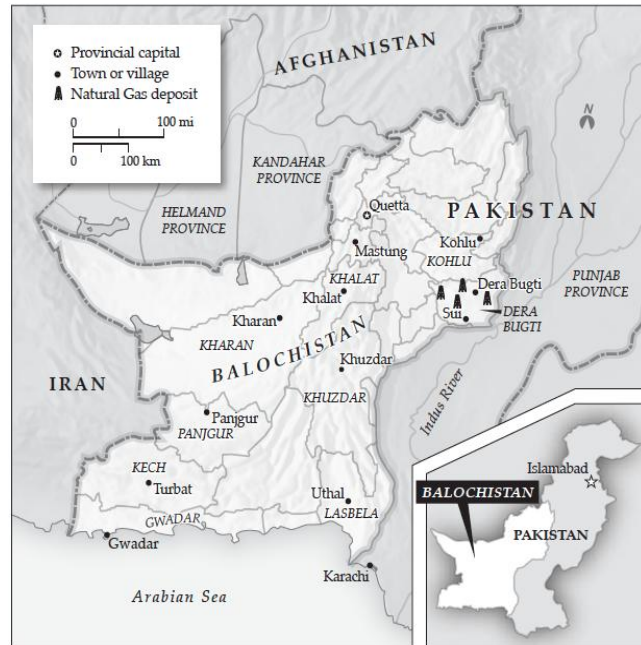 Provincial capital
Town or village
Natural Gas deposit
0 100 mi
0 100 km
AFGHANISTAN
N
KANDAHAR
PROVINCE
HELMAND
PROVINCE
Quetta
PAKISTAN
Mastung
Kohlu
KOHLU
PUNJAB
PROVINCE
KHALAT
Khalat
Dera Bugti
Sui
DERA
BUGTI
Kharan
KHARAN
BALOCHISTAN
Khuzdar
KHUZDAR
IRAN
Indus River
Panjgur
PANJGUR
KECH
Turbat
Uthal
LASBELA
GWADAR
Gwadar
Karachi
Arabian Sea
Islamabad
BALOCHISTAN
PAKISTAN